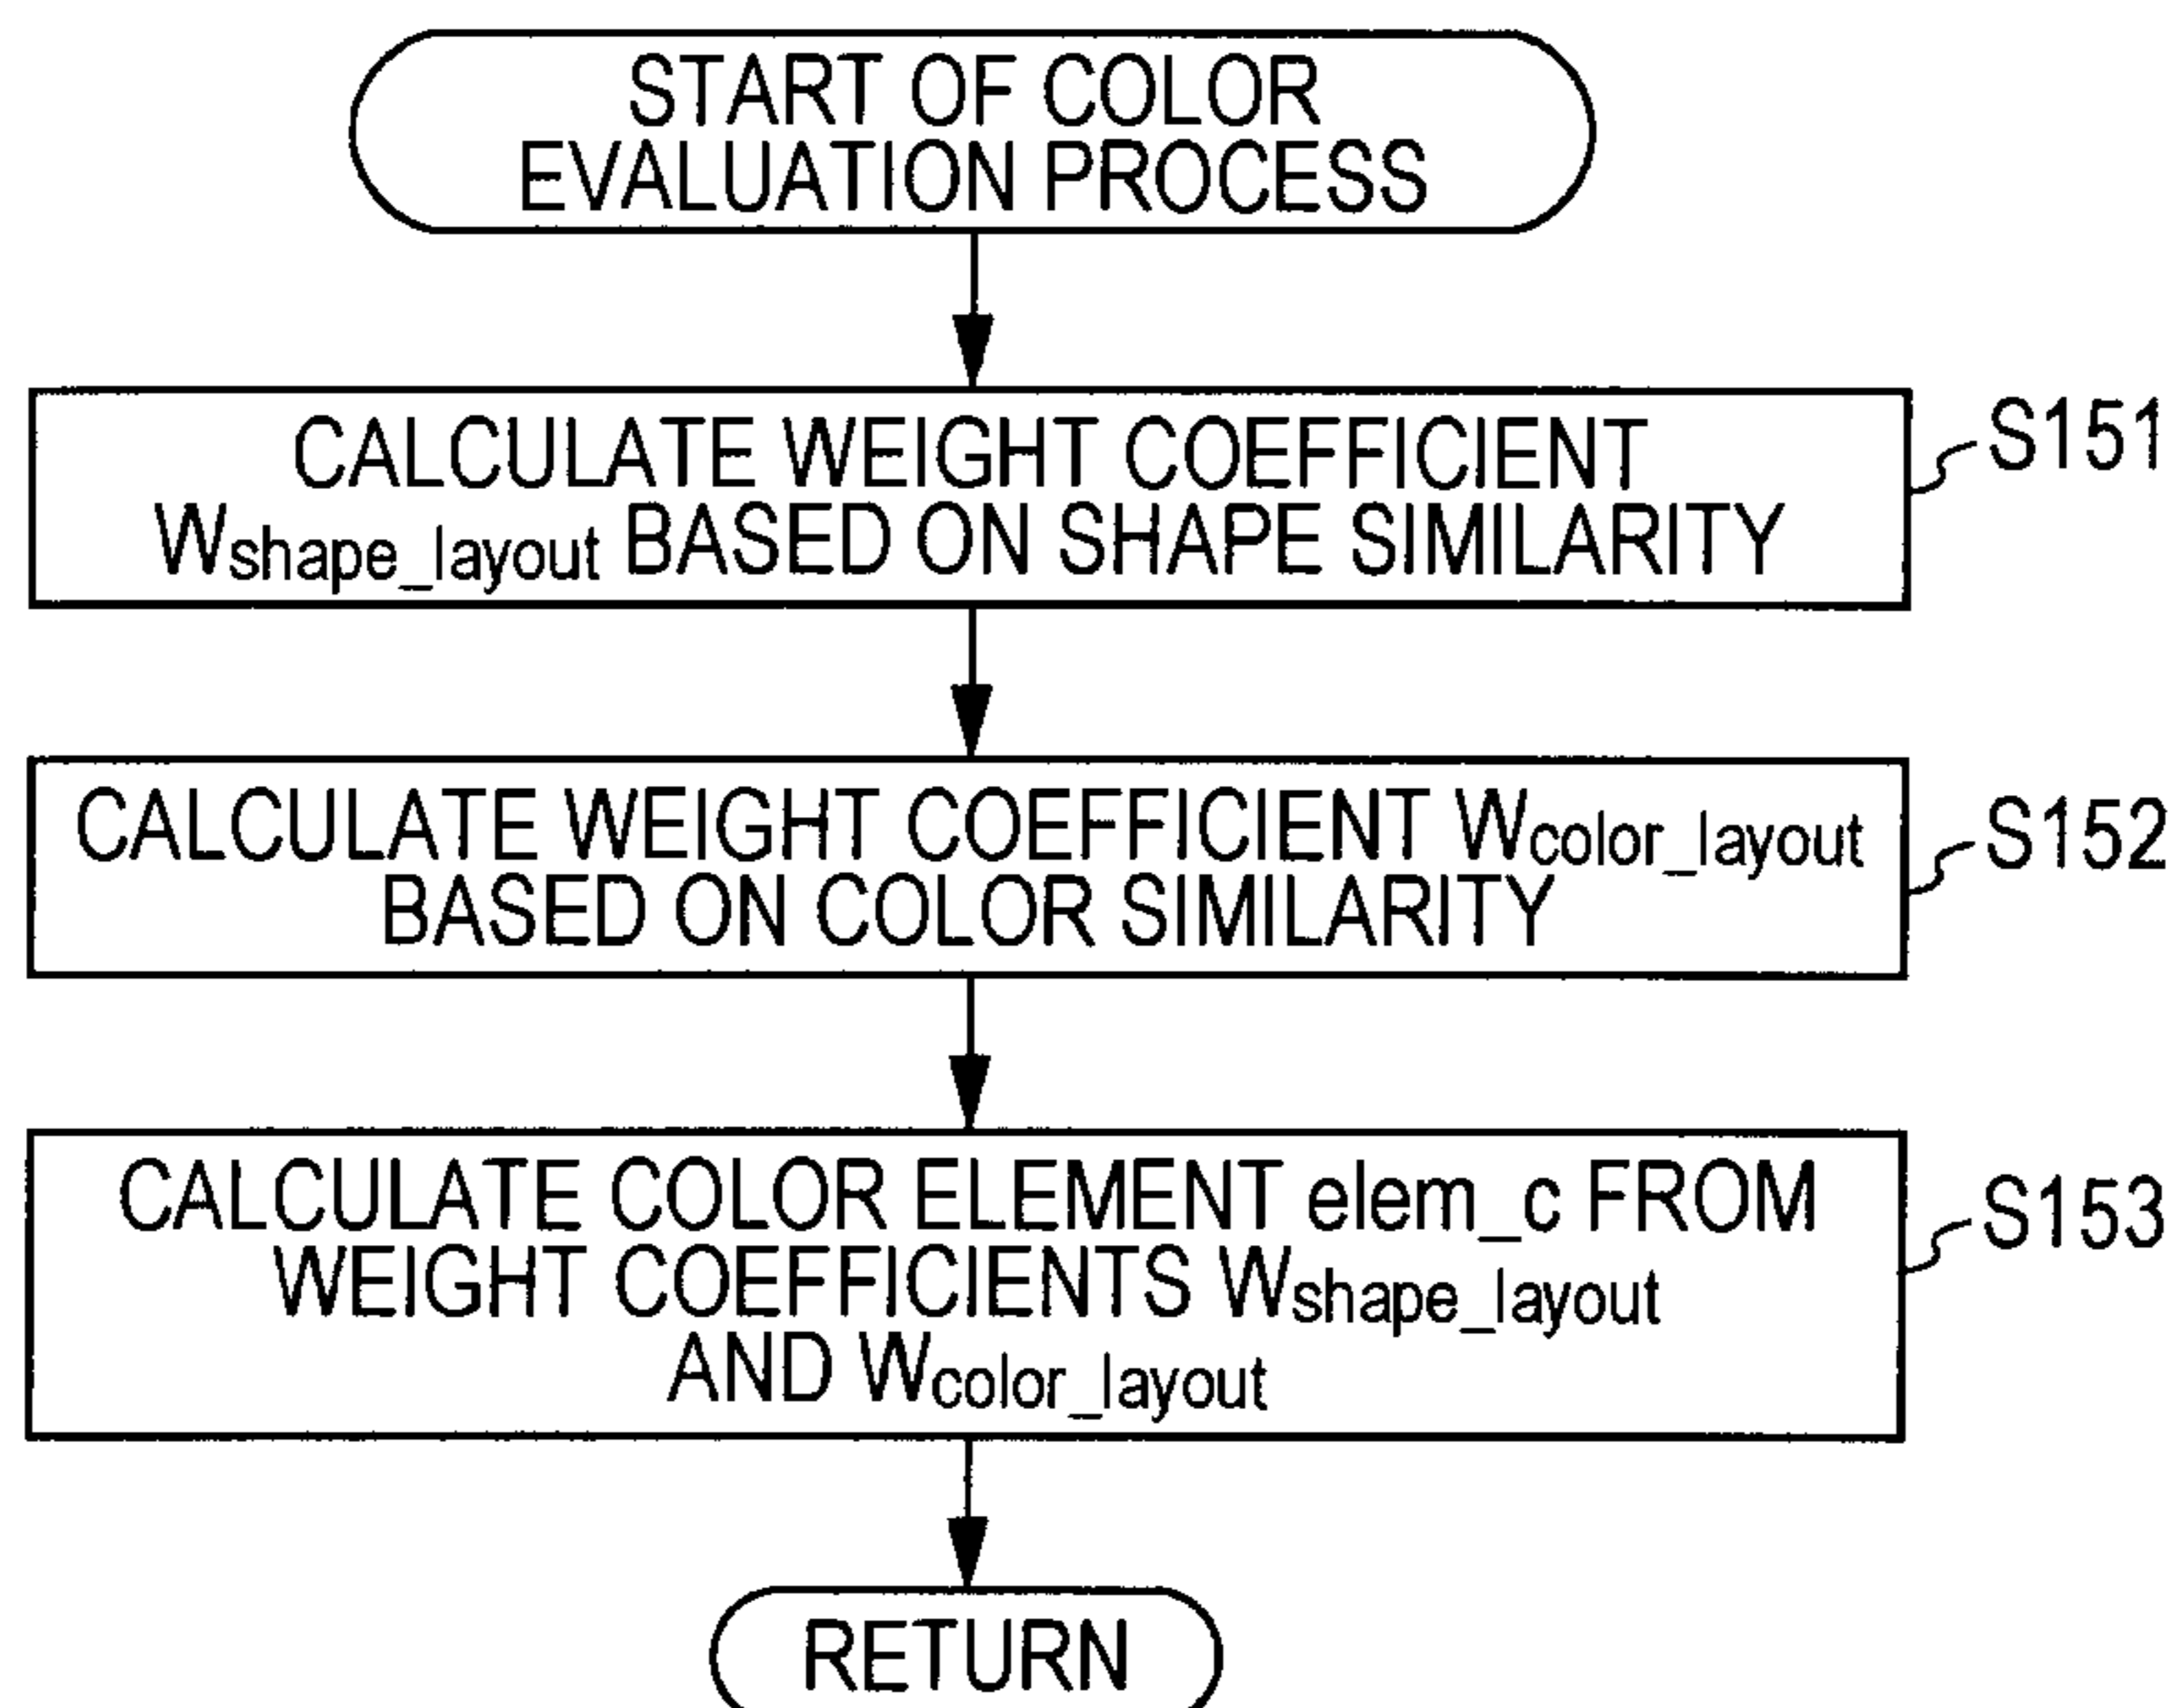 START OF COLOR
EVALUATION PROCESS
CALCULATE WEIGHT COEFFICIENT
Wshape_layout BASED ON SHAPE SIMILARITY
S151
CALCULATE WEIGHT COEFFICIENT Wcolor_layout
BASED ON COLOR SIMILARITY
S152
CALCULATE COLOR ELEMENT elem_c FROM
WEIGHT COEFFICIENTS Wshape_layout
AND Wcolor_layout
S153
RETURN